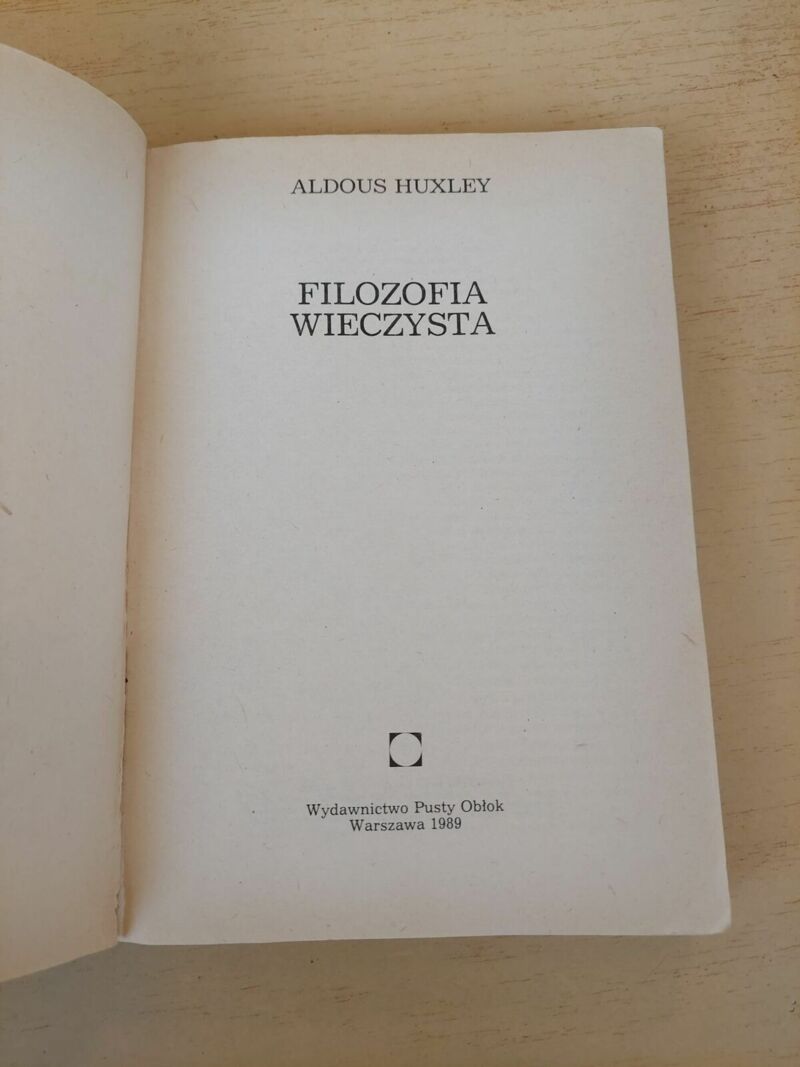 ALDOUS HUXLEY
FILOZOFIA
WIECZYSTA
Wydawnictwo Pusty Obłok
Warszawa 1989